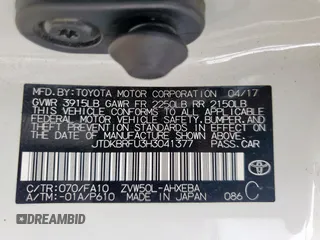 MFD.BY:TOYOTA MOTOR CORPORATION 04/17
GVWR 3915LB GAWR FR 2250LB RR 2150LB
THIS VEHICLE CONFORMS TO ALL APPLICABLE
FEDERAL MOTOR VEHICLE SAFETY, BUMPER, AND
THEFT PREVENTION STANDARDS IN EFFECT ON
THE DATE OF MANUFACTURE SHOWN ABOVE.
JTDKBRFU3H3041377 PASS.CAR
C/TR:070/FA10 ZVW50L-AHXEBA
A/TM:-01A/P610 MADE IN JAPAN 086 C
TOYOTA
DREAMBID